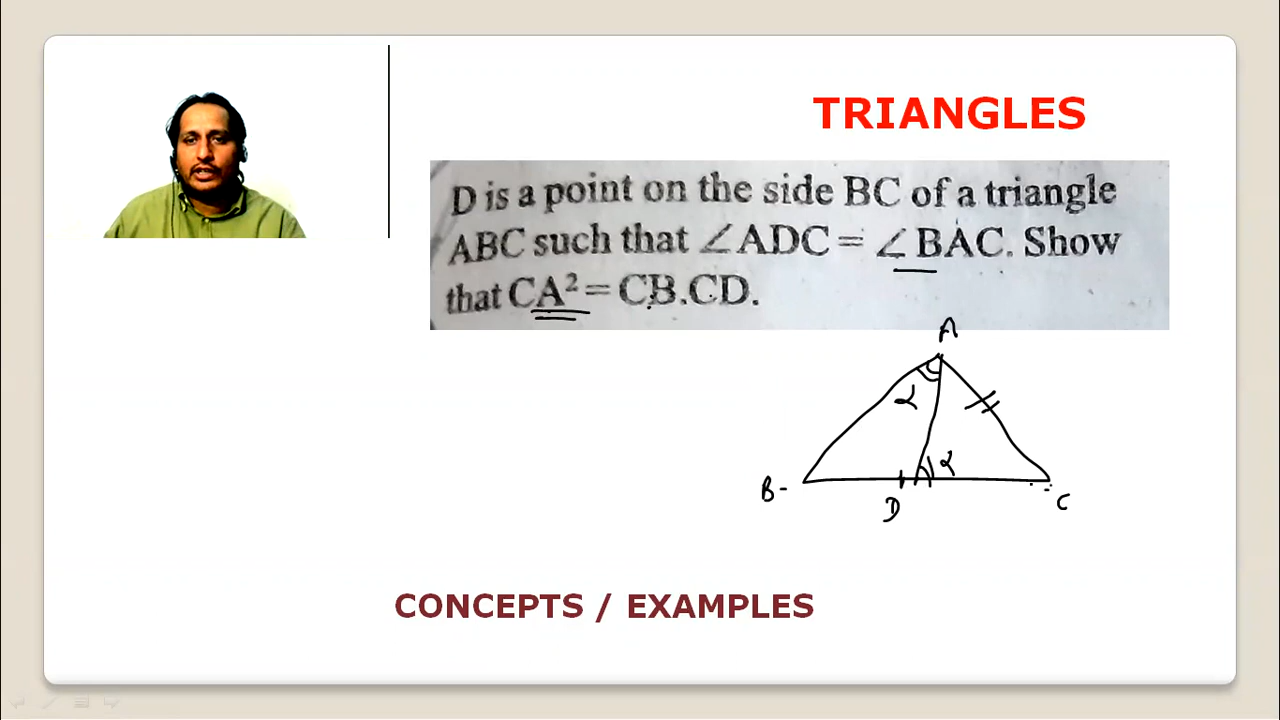 TRIANGLES
D is a point on the side BC of a triangle
ABC such that ∠ADC = ∠BAC. Show
that CA² = CB.CD.
A
α
α
B
D
C
CONCEPTS / EXAMPLES